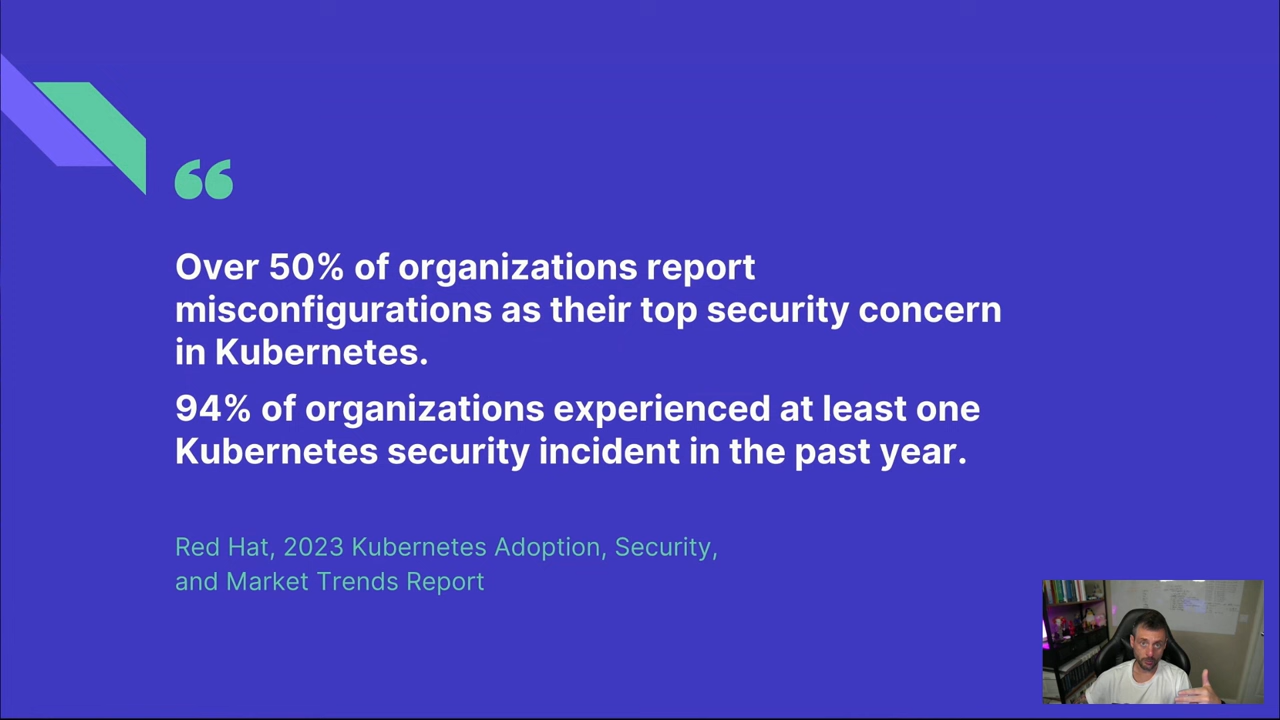 Over 50% of organizations report
misconfigurations as their top security concern
in Kubernetes.
94% of organizations experienced at least one
Kubernetes security incident in the past year.
Red Hat, 2023 Kubernetes Adoption, Security,
and Market Trends Report